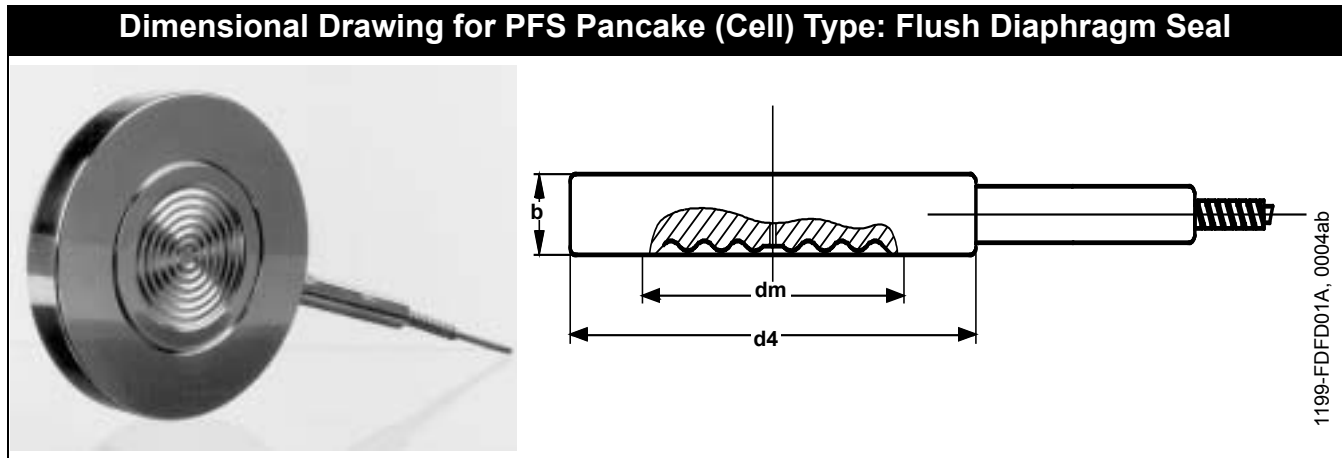 Dimensional Drawing for PFS Pancake (Cell) Type: Flush Diaphragm Seal
b
dm
d4
1199-FDFD01A, 0004ab